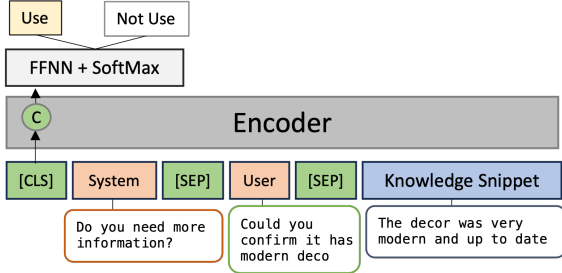 Use
Not Use
FFNN + SoftMax
C
Encoder
[CLS]
System
[SEP]
User
[SEP]
Knowledge Snippet
Do you need more
information?
Could you
confirm it has
modern deco
The decor was very
modern and up to date